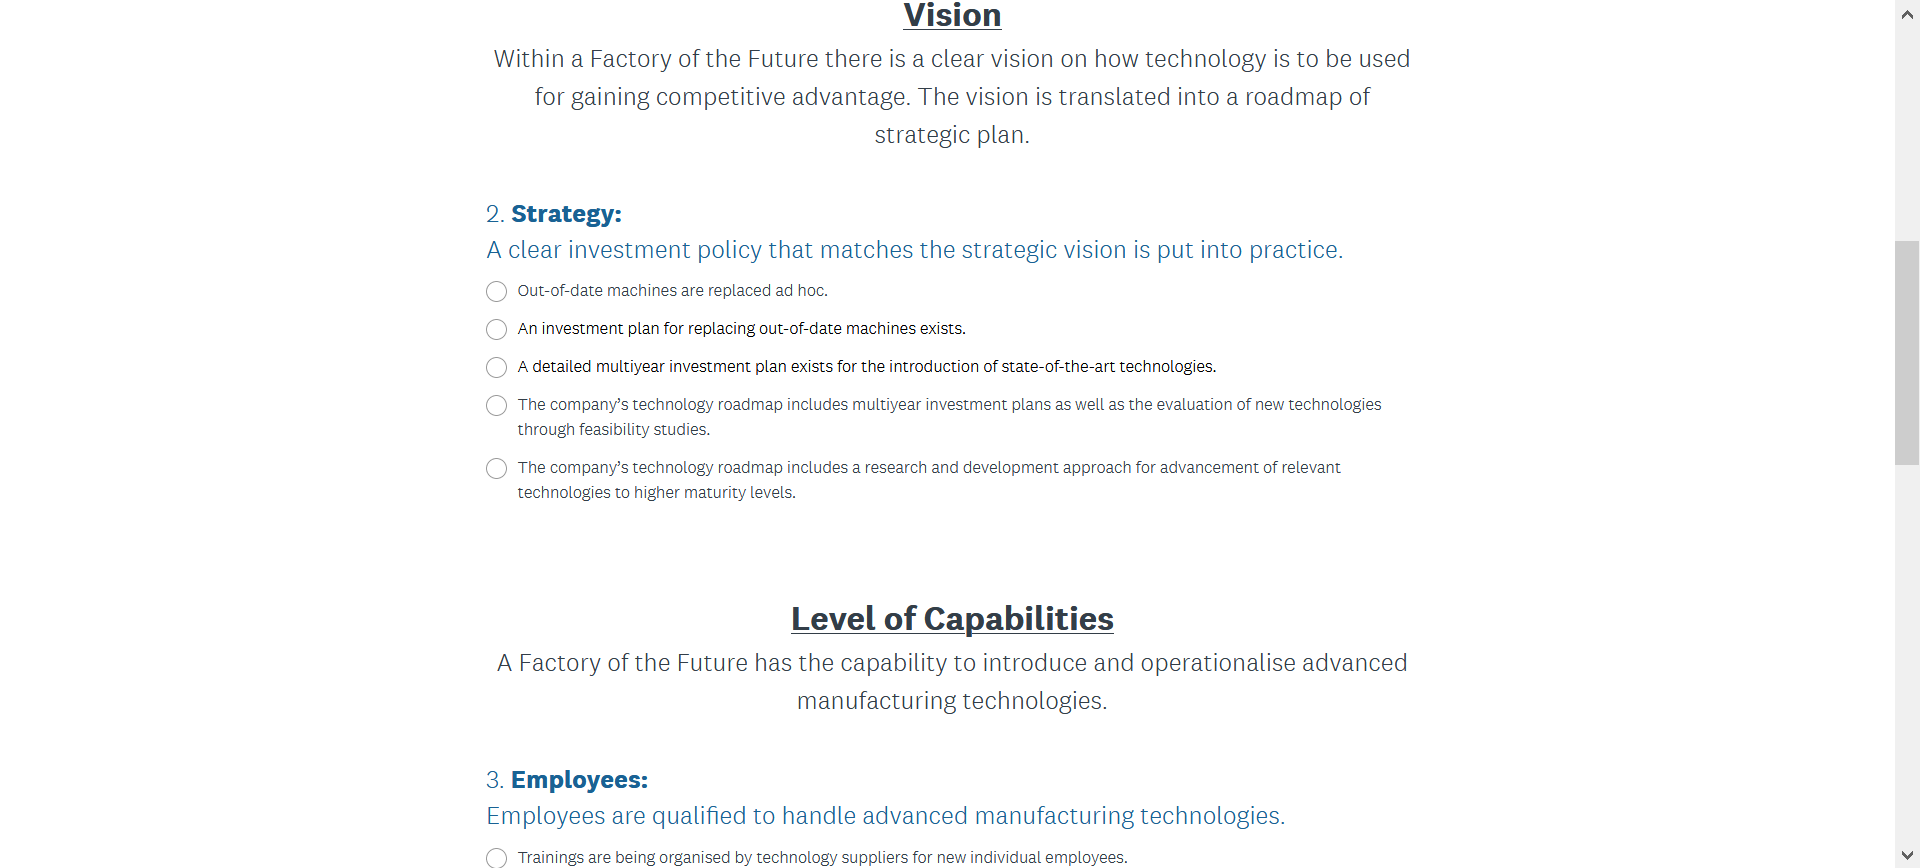 Vision
Within a Factory of the Future there is a clear vision on how technology is to be used
for gaining competitive advantage. The vision is translated into a roadmap of
strategic plan.
2. Strategy:
A clear investment policy that matches the strategic vision is put into practice.
Out-of-date machines are replaced ad hoc.
An investment plan for replacing out-of-date machines exists.
A detailed multiyear investment plan exists for the introduction of state-of-the-art technologies.
The company’s technology roadmap includes multiyear investment plans as well as the evaluation of new technologies
through feasibility studies.
The company’s technology roadmap includes a research and development approach for advancement of relevant
technologies to higher maturity levels.
Level of Capabilities
A Factory of the Future has the capability to introduce and operationalise advanced
manufacturing technologies.
3. Employees:
Employees are qualified to handle advanced manufacturing technologies.
Trainings are being organised by technology suppliers for new individual employees.